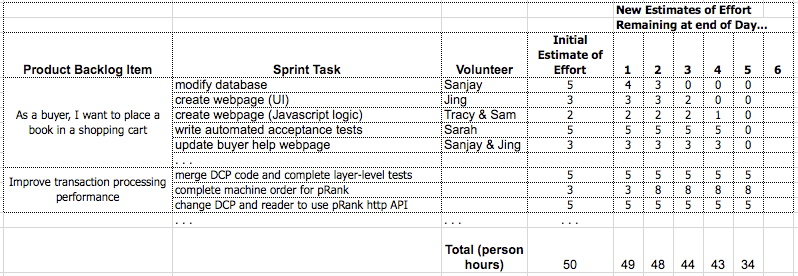 New Estimates of Effort
Remaining at end of Day...
Product Backlog Item Sprint Task Volunteer Initial Estimate of Effort 1 2 3 4 5 6
As a buyer, I want to place a book in a shopping cart
modify database Sanjay 5 4 3 0 0 0
create webpage (UI) Jing 3 3 3 2 0 0
create webpage (Javascript logic) Tracy & Sam 2 2 2 2 1 0
write automated acceptance tests Sarah 5 5 5 5 5 0
update buyer help webpage Sanjay & Jing 3 3 3 3 3 0
. . .
Improve transaction processing performance
merge DCP code and complete layer-level tests 5 5 5 5 5 5
complete machine order for pRank 3 3 8 8 8 8
change DCP and reader to use pRank http API 5 5 5 5 5 5
. . . . . . . . .
Total (person hours) 50 49 48 44 43 34